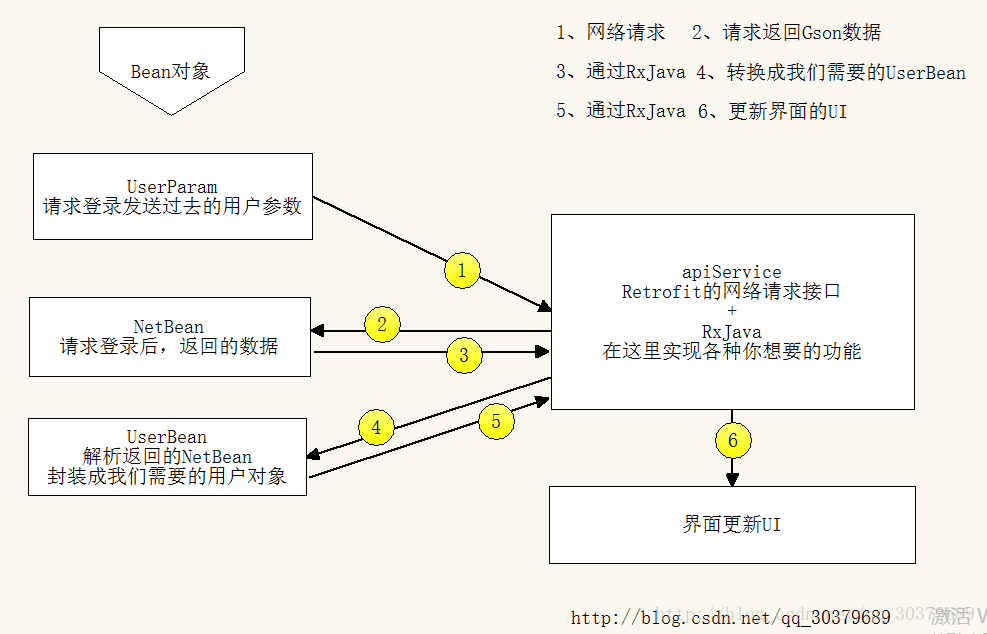 Bean对象
1、网络请求 2、请求返回Gson数据
3、通过RxJava 4、转换成我们需要的UserBean
5、通过RxJava 6、更新界面的UI
UserParam
请求登录发送过去的用户参数
1
apiService
Retrofit的网络请求接口
+
RxJava
在这里实现各种你想要的功能
NetBean
请求登录后，返回的数据
2
3
UserBean
解析返回的NetBean
封装成我们需要的用户对象
4
5
6
界面更新UI
http://blog.csdn.net/qq_30379689
http://blog.csdn.net/qq_30379689
激活